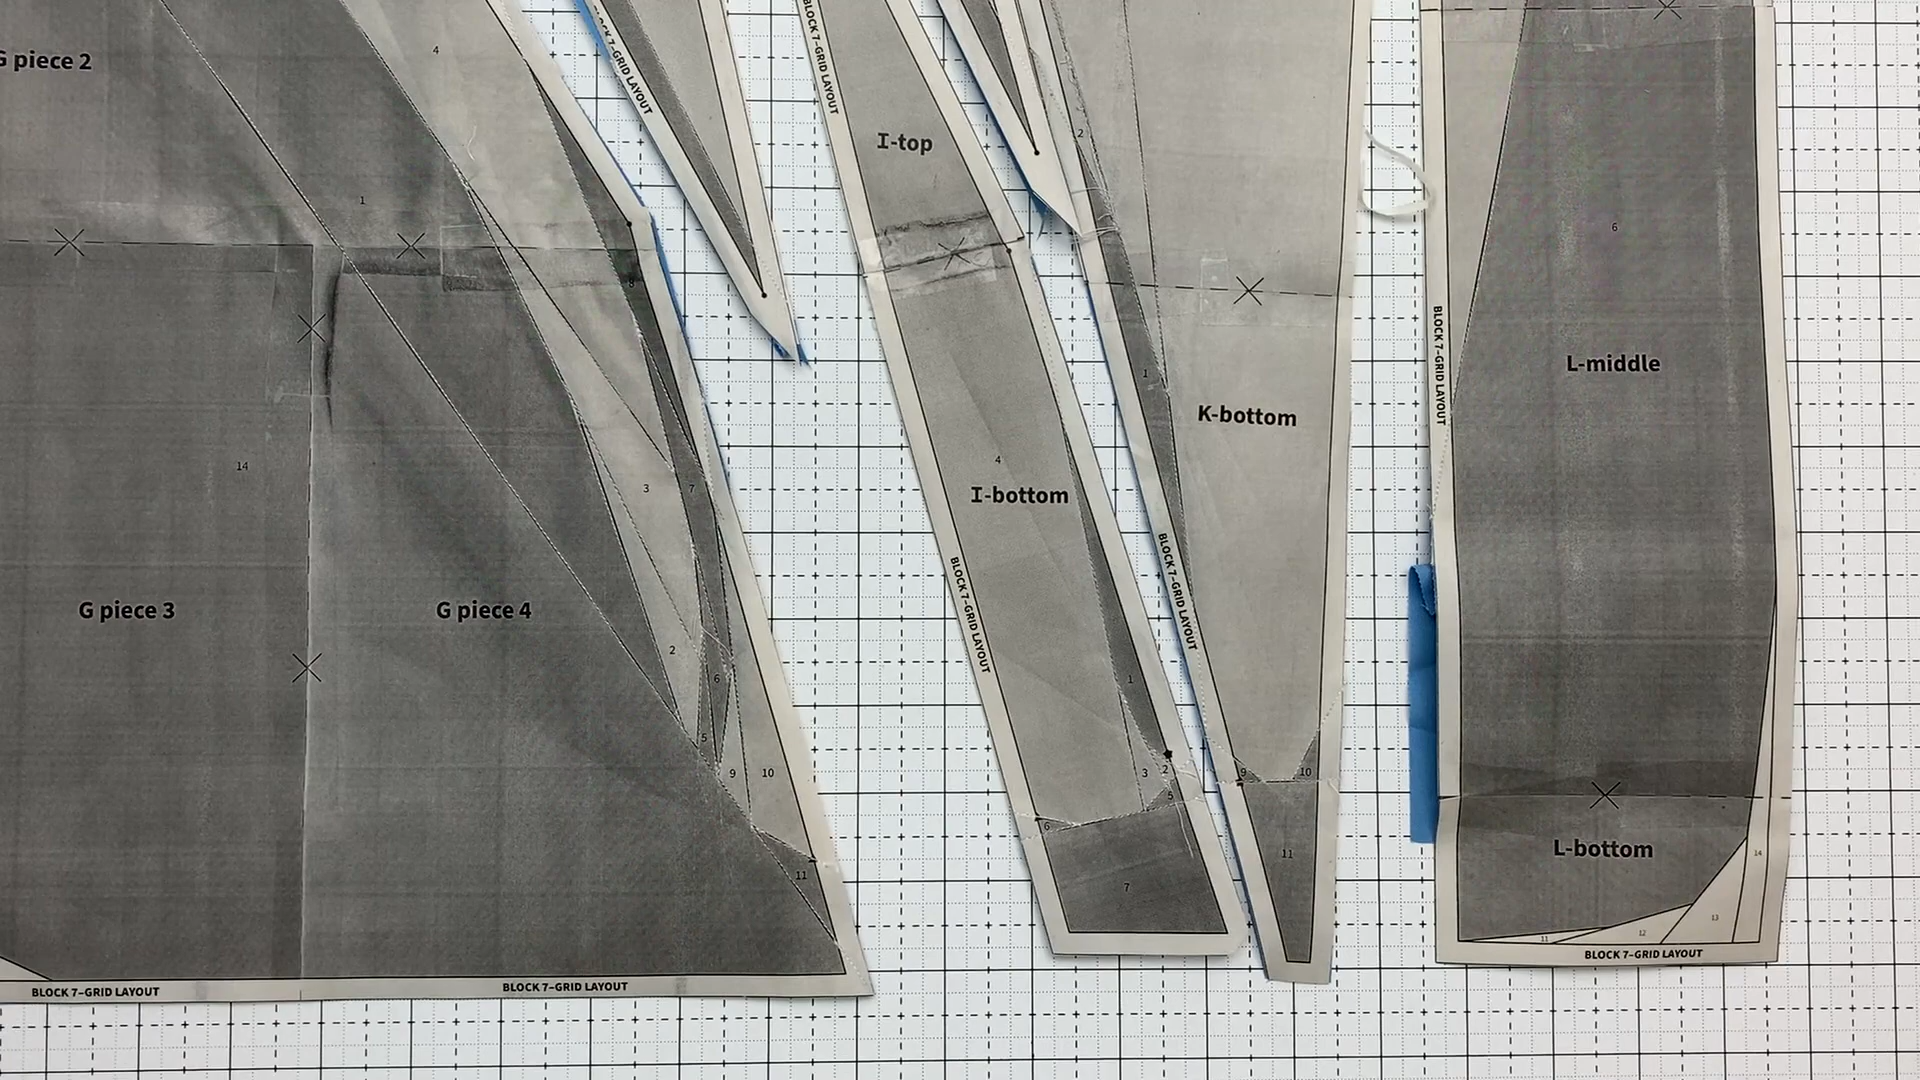 G piece 2
4
1
8
14
3
7
2
6
5
9
10
11
G piece 3
G piece 4
BLOCK 7-GRID LAYOUT
BLOCK 7-GRID LAYOUT
BLOCK 7-GRID LAYOUT
BLOCK 7-GRID LAYOUT
I-top
4
I-bottom
1
3
2
5
6
7
BLOCK 7-GRID LAYOUT
2
1
K-bottom
BLOCK 7-GRID LAYOUT
9
10
11
6
L-middle
BLOCK 7-GRID LAYOUT
L-bottom
14
13
12
11
BLOCK 7-GRID LAYOUT